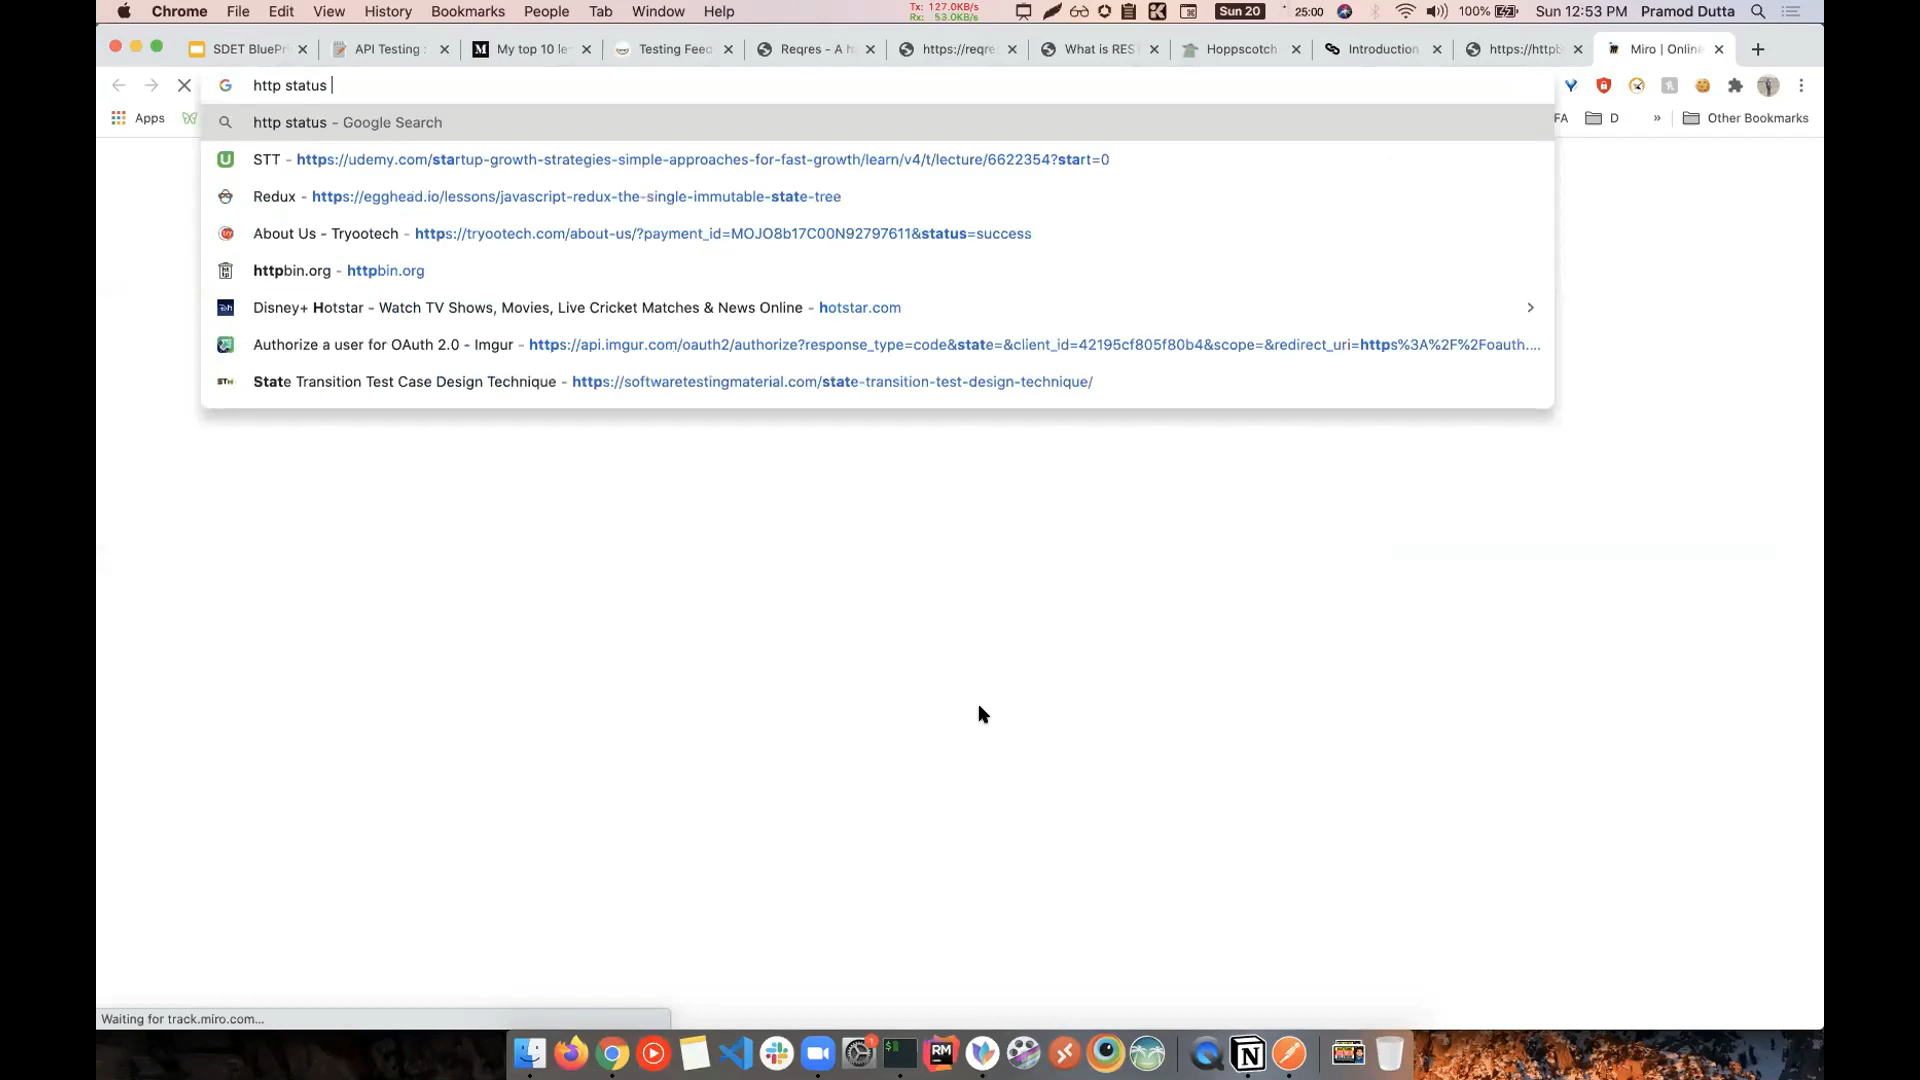 Chrome File Edit View History Bookmarks People Tab Window Help Tx: 127.0KB/s Rx: 53.0KB/s Sun 20 25:00 100% Sun 12:53 PM Pramod Dutta
SDET BluePri API Testing : My top 10 le Testing Feed Reqres - A h https://reqre What is RES Hoppscotch Introduction https://httpb Miro | Online
http status
Apps FA D » Other Bookmarks
http status - Google Search
STT - https://udemy.com/startup-growth-strategies-simple-approaches-for-fast-growth/learn/v4/t/lecture/6622354?start=0
Redux - https://egghead.io/lessons/javascript-redux-the-single-immutable-state-tree
About Us - Tryootech - https://tryootech.com/about-us/?payment_id=MOJO8b17C00N92797611&status=success
httpbin.org - httpbin.org
Disney+ Hotstar - Watch TV Shows, Movies, Live Cricket Matches & News Online - hotstar.com
Authorize a user for OAuth 2.0 - Imgur - https://api.imgur.com/oauth2/authorize?response_type=code&state=&client_id=42195cf805f80b4&scope=&redirect_uri=https%3A%2F%2Foauth....
State Transition Test Case Design Technique - https://softwaretestingmaterial.com/state-transition-test-design-technique/
Waiting for track.miro.com...